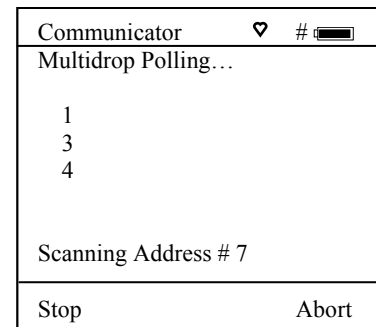 Communicator ♡ #
Multidrop Polling…
1
3
4
Scanning Address # 7
Stop Abort